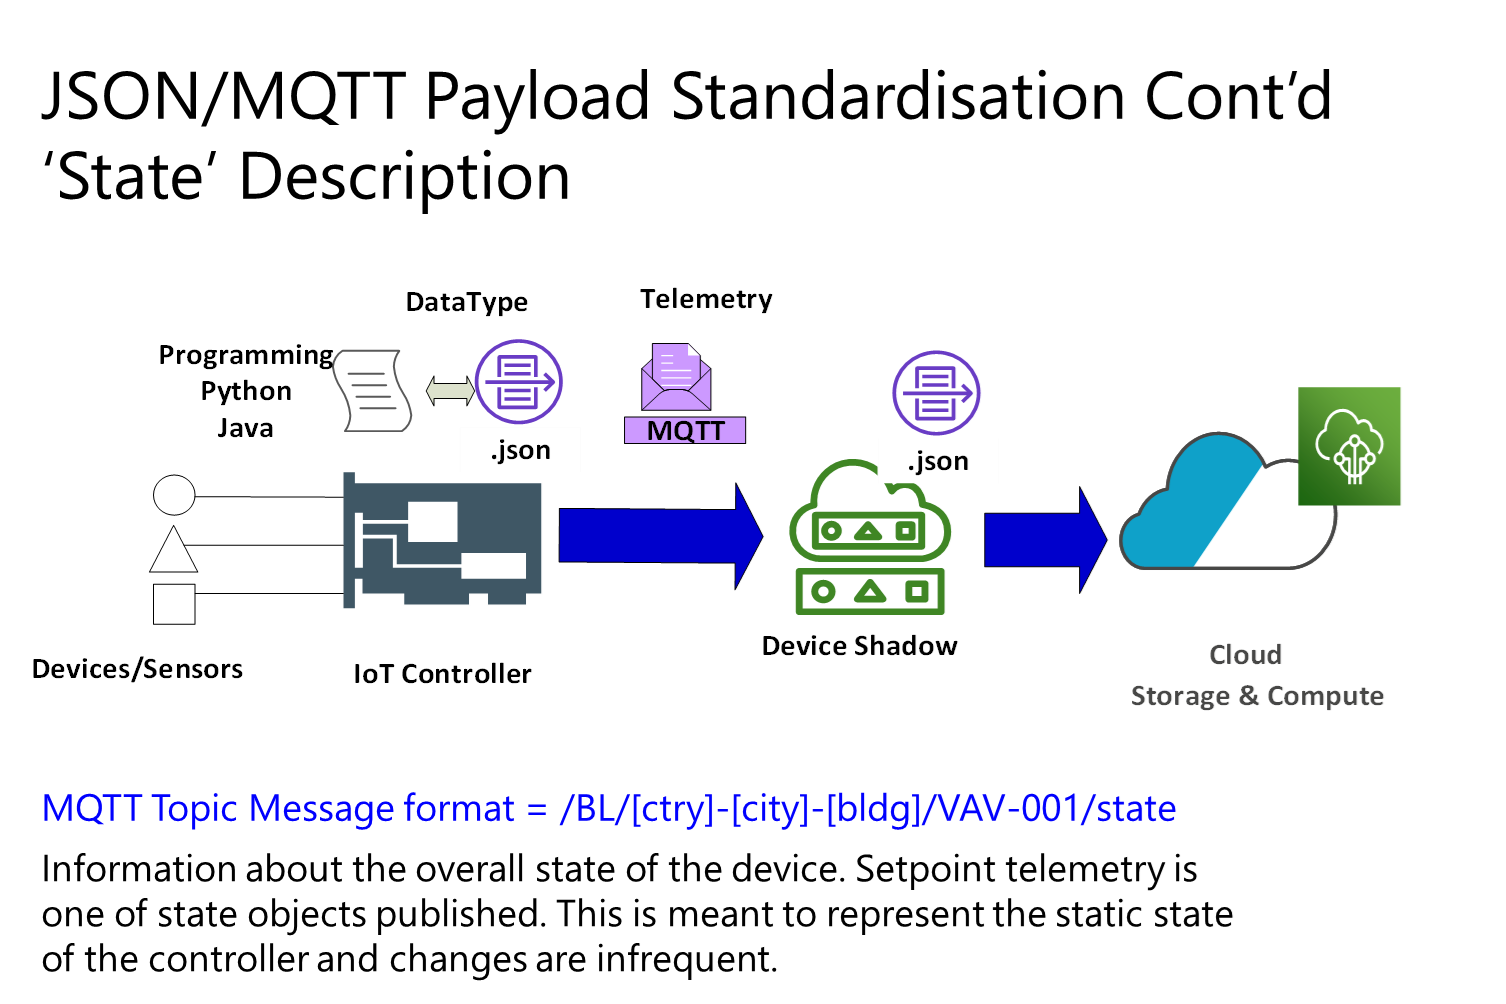 JSON/MQTT Payload Standardisation Cont’d
‘State’ Description
DataType
Telemetry
Programming
Python
Java
.json
MQTT
.json
Devices/Sensors
IoT Controller
Device Shadow
Cloud
Storage & Compute
MQTT Topic Message format = /BL/[ctry]-[city]-[bldg]/VAV-001/state
Information about the overall state of the device. Setpoint telemetry is
one of state objects published. This is meant to represent the static state
of the controller and changes are infrequent.